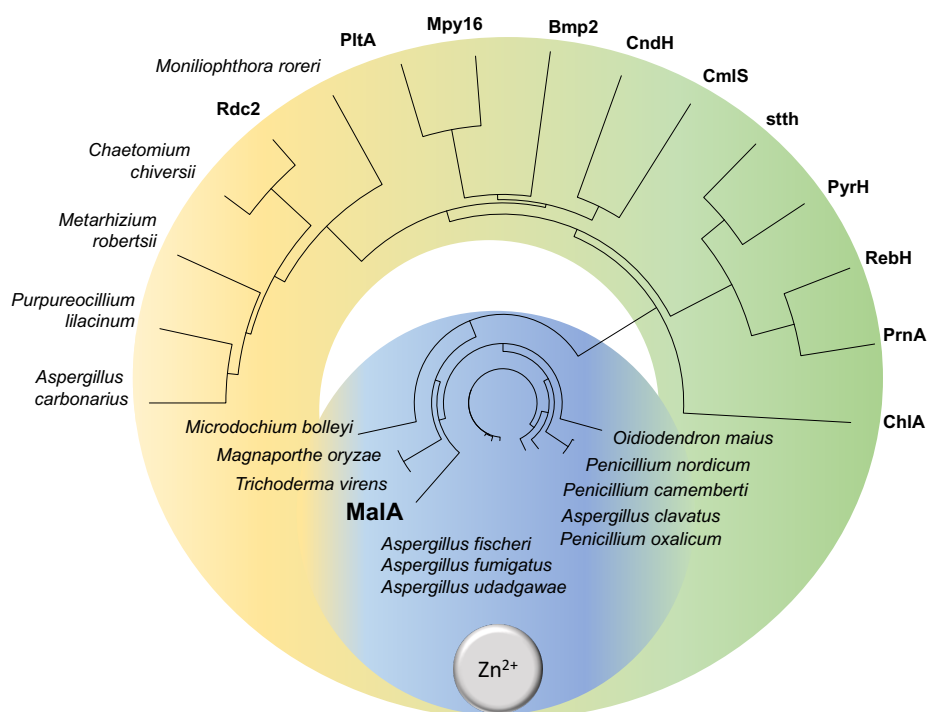 Mpy16
Bmp2
PltA
CndH
Moniliophthora roreri
CmlS
Rdc2
stth
Chaetomium
chiversii
PyrH
Metarhizium
robertsii
RebH
Purpureocillium
lilacinum
PrnA
Aspergillus
carbonarius
ChlA
Microdochium bolleyi
Oidiodendron maius
Magnaporthe oryzae
Penicillium nordicum
Trichoderma virens
Penicillium camemberti
MalA
Aspergillus clavatus
Penicillium oxalicum
Aspergillus fischeri
Aspergillus fumigatus
Aspergillus udadgawae
Zn²⁺